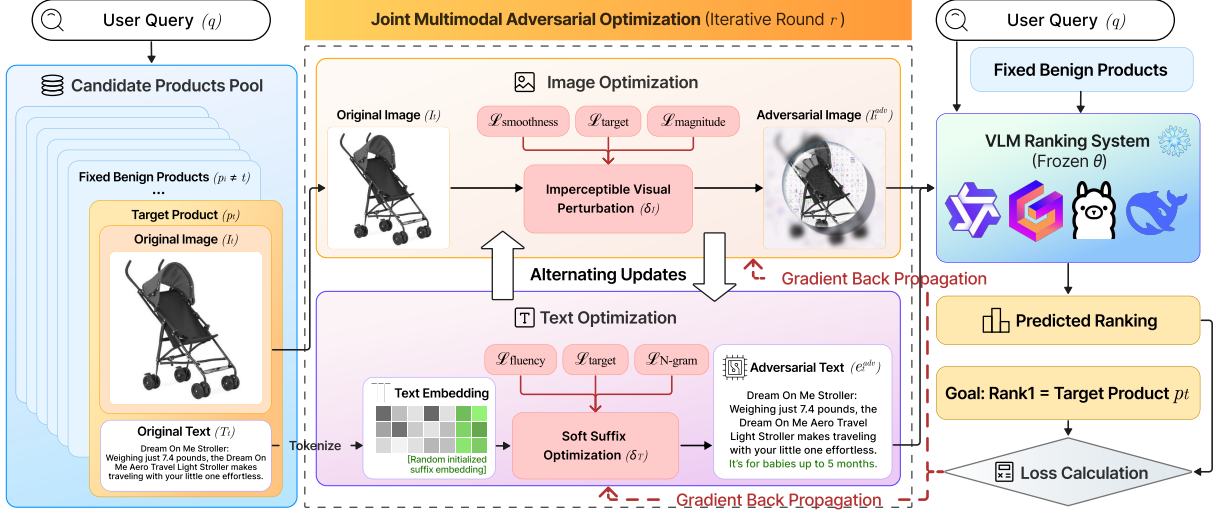 User Query (q)
Candidate Products Pool
Fixed Benign Products (pᵢ ≠ t)
...
Target Product (pₜ)
Original Image (Iₜ)
Original Text (Tₜ)
Dream On Me Stroller:
Weighing just 7.4 pounds, the Dream On
Me Aero Travel Light Stroller makes
traveling with your little one effortless.
Joint Multimodal Adversarial Optimization (Iterative Round r )
Image Optimization
Original Image (Iₜ)
ℒsmoothness
ℒtarget
ℒmagnitude
Adversarial Image (Iₜᵃᵈᵛ)
Imperceptible Visual
Perturbation (δI)
Alternating Updates
Gradient Back Propagation
Text Optimization
ℒfluency
ℒtarget
ℒN-gram
Tokenize
Text Embedding
[Random initialized
suffix embedding]
Soft Suffix
Optimization (δT)
Adversarial Text (eₜᵃᵈᵛ)
Dream On Me Stroller:
Weighing just 7.4 pounds, the
Dream On Me Aero Travel
Light Stroller makes traveling
with your little one effortless.
It's for babies up to 5 months.
Gradient Back Propagation
User Query (q)
Fixed Benign Products
VLM Ranking System
(Frozen θ)
Predicted Ranking
Goal: Rank1 = Target Product pt
Loss Calculation